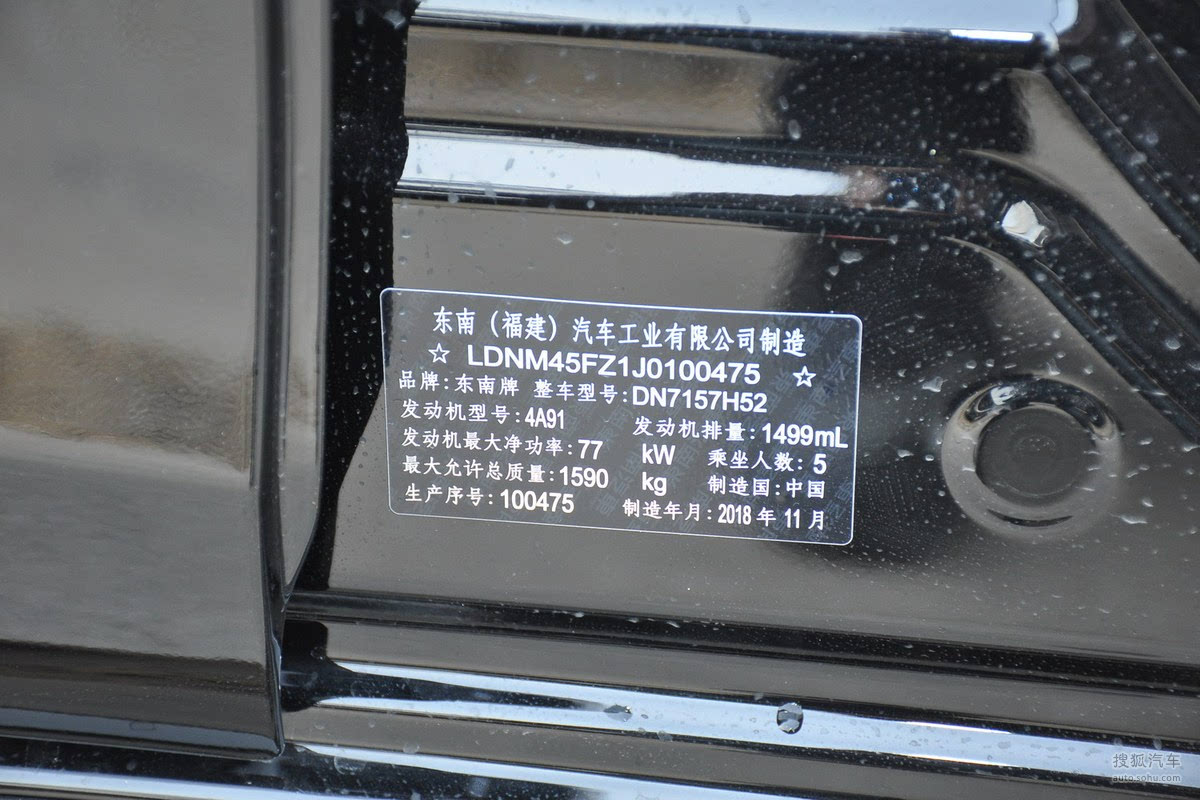 东南（福建）汽车工业有限公司制造
☆ LDNM45FZ1J0100475 ☆
品牌：东南牌 整车型号：DN7157H52
发动机型号：4A91 发动机排量：1499mL
发动机最大净功率：77 kW 乘坐人数：5
最大允许总质量：1590 kg 制造国：中国
生产序号：100475 制造年月：2018 年 11 月
搜狐汽车
auto.sohu.com